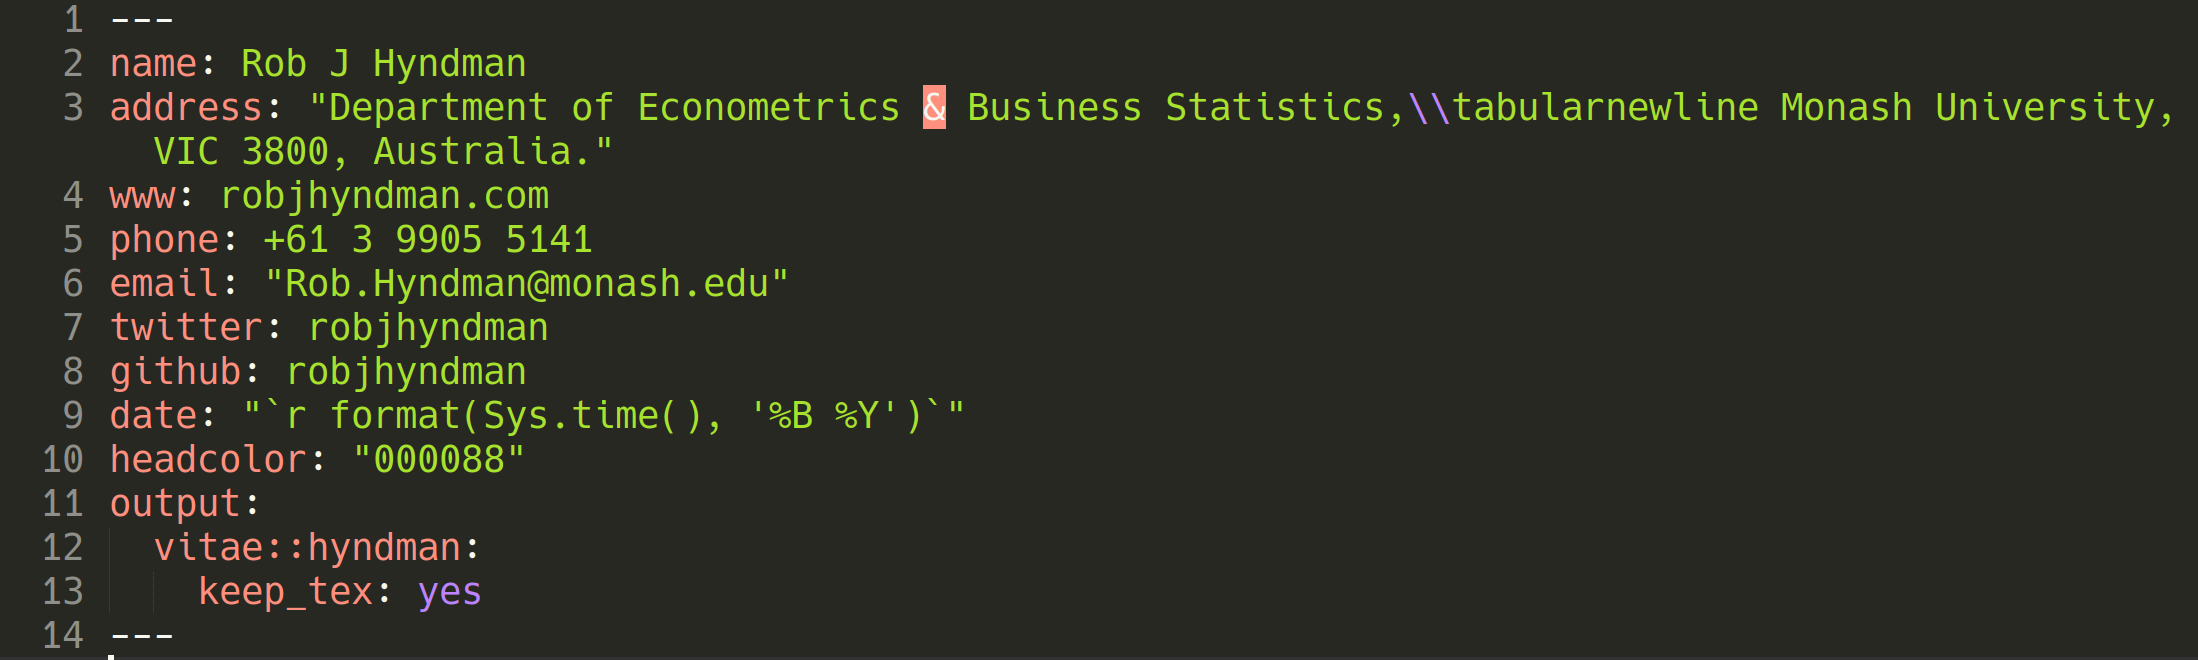 1 ---
2 name: Rob J Hyndman
3 address: "Department of Econometrics & Business Statistics,\\tabularnewline Monash University,
VIC 3800, Australia."
4 www: robjhyndman.com
5 phone: +61 3 9905 5141
6 email: "Rob.Hyndman@monash.edu"
7 twitter: robjhyndman
8 github: robjhyndman
9 date: "`r format(Sys.time(), '%B %Y')`"
10 headcolor: "000088"
11 output:
12   vitae::hyndman:
13     keep_tex: yes
14 ---